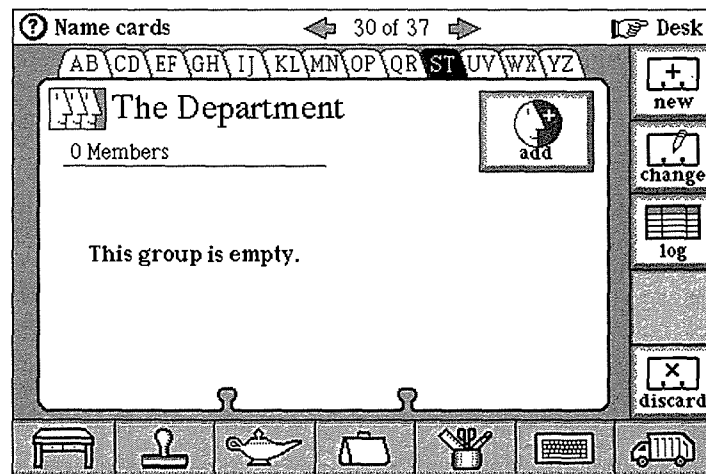 ? Name cards 30 of 37 Desk
AB CD EF GH IJ KL MN OP QR ST UV WX YZ
The Department
0 Members
add
This group is empty.
new
change
log
discard